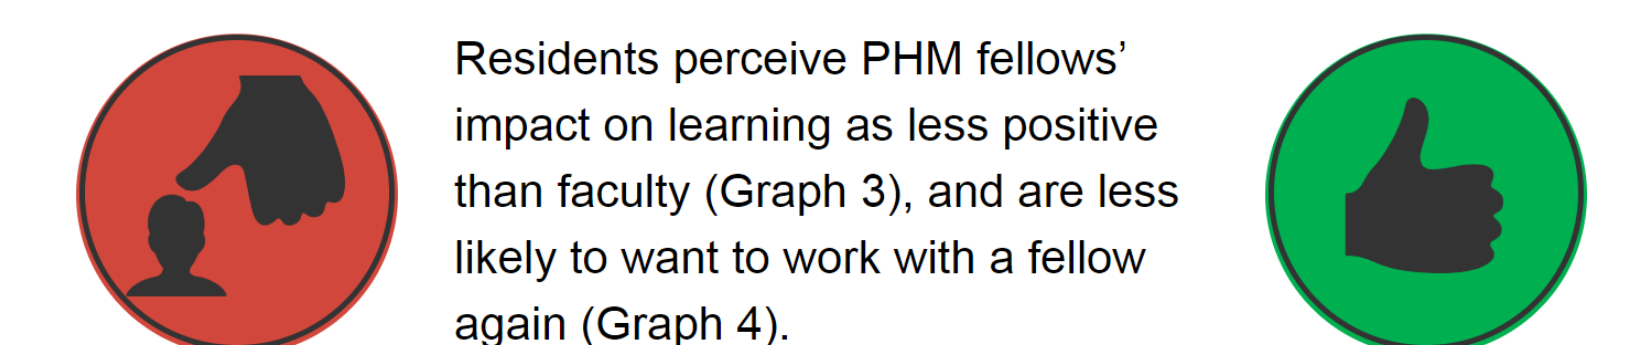 Residents perceive PHM fellows’
impact on learning as less positive
than faculty (Graph 3), and are less
likely to want to work with a fellow
again (Graph 4).